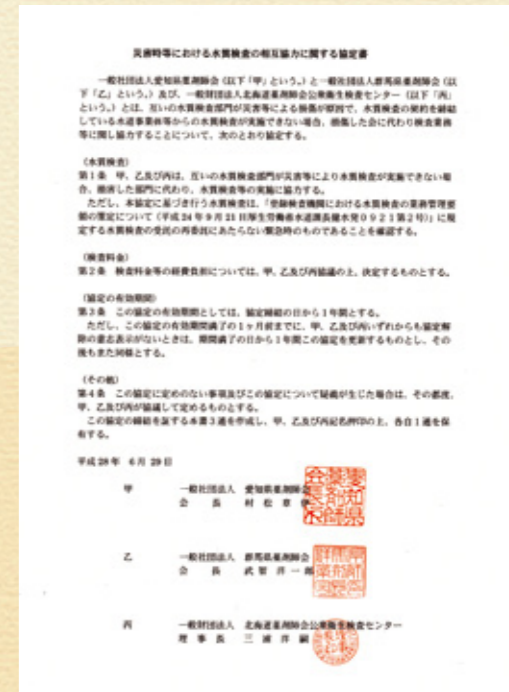 災害時等における水質検査の相互協力に関する協定書
一般社団法人愛知県薬剤師会（以下「甲」という。）と一般社団法人群馬県薬剤師会（以
下「乙」という。）及び、一般財団法人北海道薬剤師会公衆衛生検査センター（以下「丙」
という。）とは、互いの水質検査部門が災害等による損傷が原因で、水質検査の契約を締結
している水道事業体等からの水質検査が実施できない場合、損傷した会に代わり検査業務
等に関し協力することについて、次のとおり協定する。
（水質検査）
第１条　甲、乙及び丙は、互いの水質検査部門が災害等により水質検査が実施できない場
合、被害した部門に代わり、水質検査等の実施に協力する。
ただし、本協定に基づき行う水質検査は、「登録検査機関における水質検査の業務管理要
領の策定について（平成24年9月21日厚生労働省水道課長健水発０９２１第２号）」に規
定する水質検査の受託の再委託にあたらない緊急時のものであることを確認する。
（検査料金）
第２条　検査料金等の経費負担については、甲、乙及び丙協議の上、決定するものとする。
（協定の有効期間）
第３条　この協定の有効期間としては、協定締結の日から１年間とする。
ただし、この協定の有効期間満了の１ヶ月前までに、甲、乙及び丙いずれからも協定解
除の意志表示がないときは、期間満了の日から１年間この協定を更新するものとし、その
後もまた同様とする。
（その他）
第４条　この協定に定めのない事項及びこの協定について疑義が生じた場合は、その都度、
甲、乙及び丙が協議して定めるものとする。
この協定の締結を証する本書３通を作成し、甲、乙及び丙記名押印の上、各自１通を保
有する。
平成28年　6月　29日
甲　一般社団法人　愛知県薬剤師会
会　長　村　松　章
乙　一般社団法人　群馬県薬剤師会
会　長　武　智　洋　一　郎
丙　一般財団法人　北海道薬剤師会公衆衛生検査センター
理　事　長　三　浦　洋　嗣